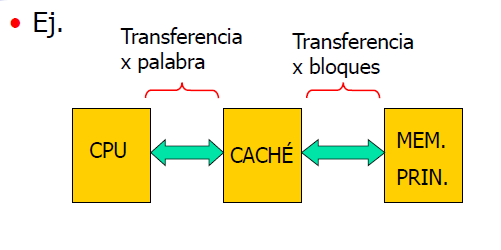 • Ej.
Transferencia
x palabra
Transferencia
x bloques
CPU
CACHÉ
MEM.
PRIN.